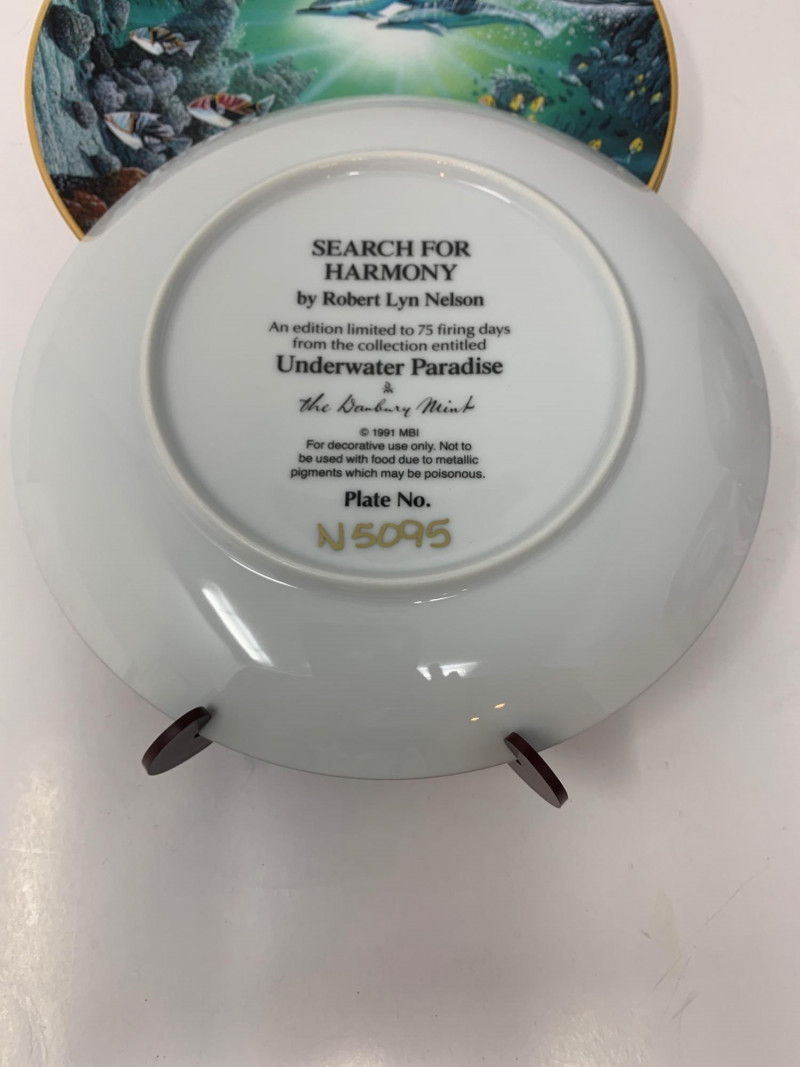 SEARCH FOR
HARMONY
by Robert Lyn Nelson
An edition limited to 75 firing days
from the collection entitled
Underwater Paradise
the Danbury Mint
© 1991 MBI
For decorative use only. Not to
be used with food due to metallic
pigments which may be poisonous.
Plate No.
N5095